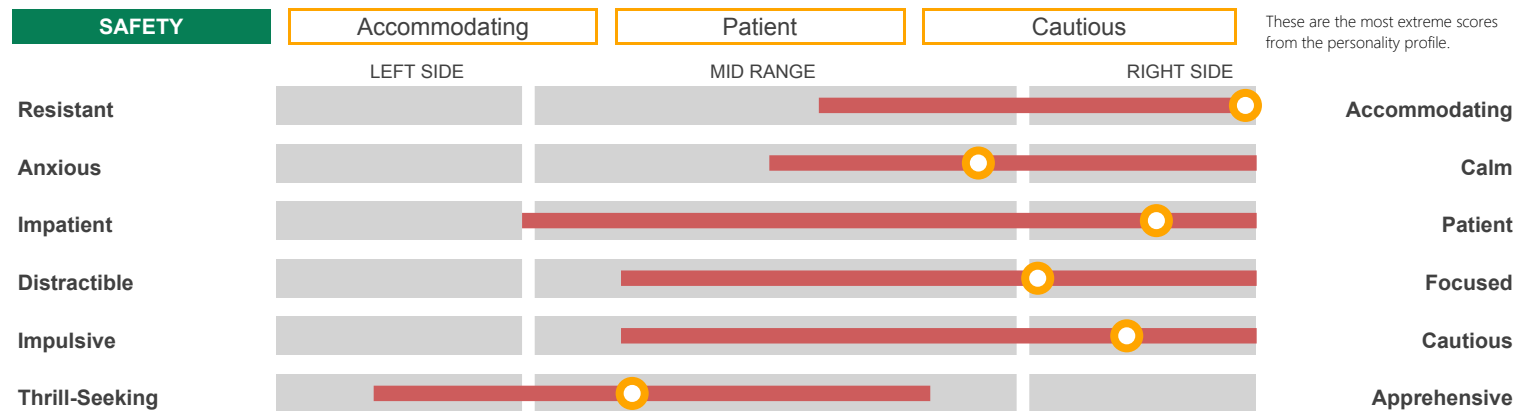 SAFETY Accommodating Patient Cautious
These are the most extreme scores
from the personality profile.
LEFT SIDE MID RANGE RIGHT SIDE
Resistant Accommodating
Anxious Calm
Impatient Patient
Distractible Focused
Impulsive Cautious
Thrill-Seeking Apprehensive